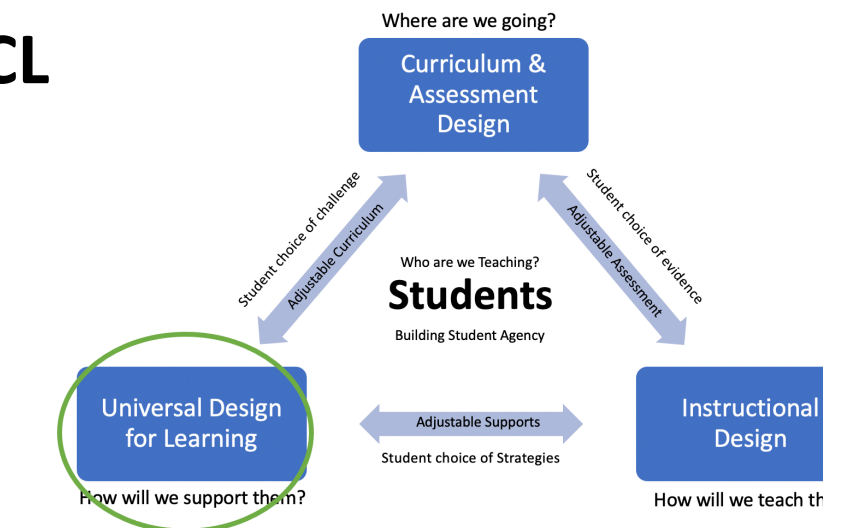 CL
Where are we going?
Curriculum &
Assessment
Design
Student choice of challenge
Adjustable Curriculum
Student choice of evidence
Adjustable Assessment
Who are we Teaching?
Students
Building Student Agency
Universal Design
for Learning
How will we support them?
Adjustable Supports
Student choice of Strategies
Instructional
Design
How will we teach